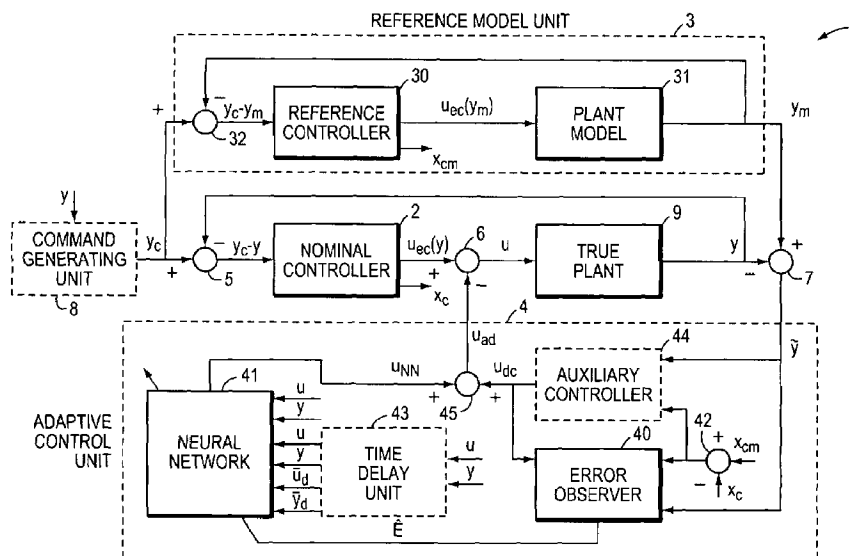 REFERENCE MODEL UNIT
3
30
31
+
−
y_c-y_m
32
REFERENCE
CONTROLLER
u_ec(y_m)
x_cm
PLANT
MODEL
y_m
y
COMMAND
GENERATING
UNIT
8
y_c
+
−
5
y_c-y
2
NOMINAL
CONTROLLER
u_ec(y)
+
x_c
6
−
u
9
TRUE
PLANT
y
+
−
7
4
u_ad
ỹ
ADAPTIVE
CONTROL
UNIT
41
NEURAL
NETWORK
u_NN
+
45
+
u_dc
44
AUXILIARY
CONTROLLER
u
y
u
y
ū_d
ȳ_d
43
TIME
DELAY
UNIT
u
y
40
ERROR
OBSERVER
42
+
x_cm
−
x_c
Ê